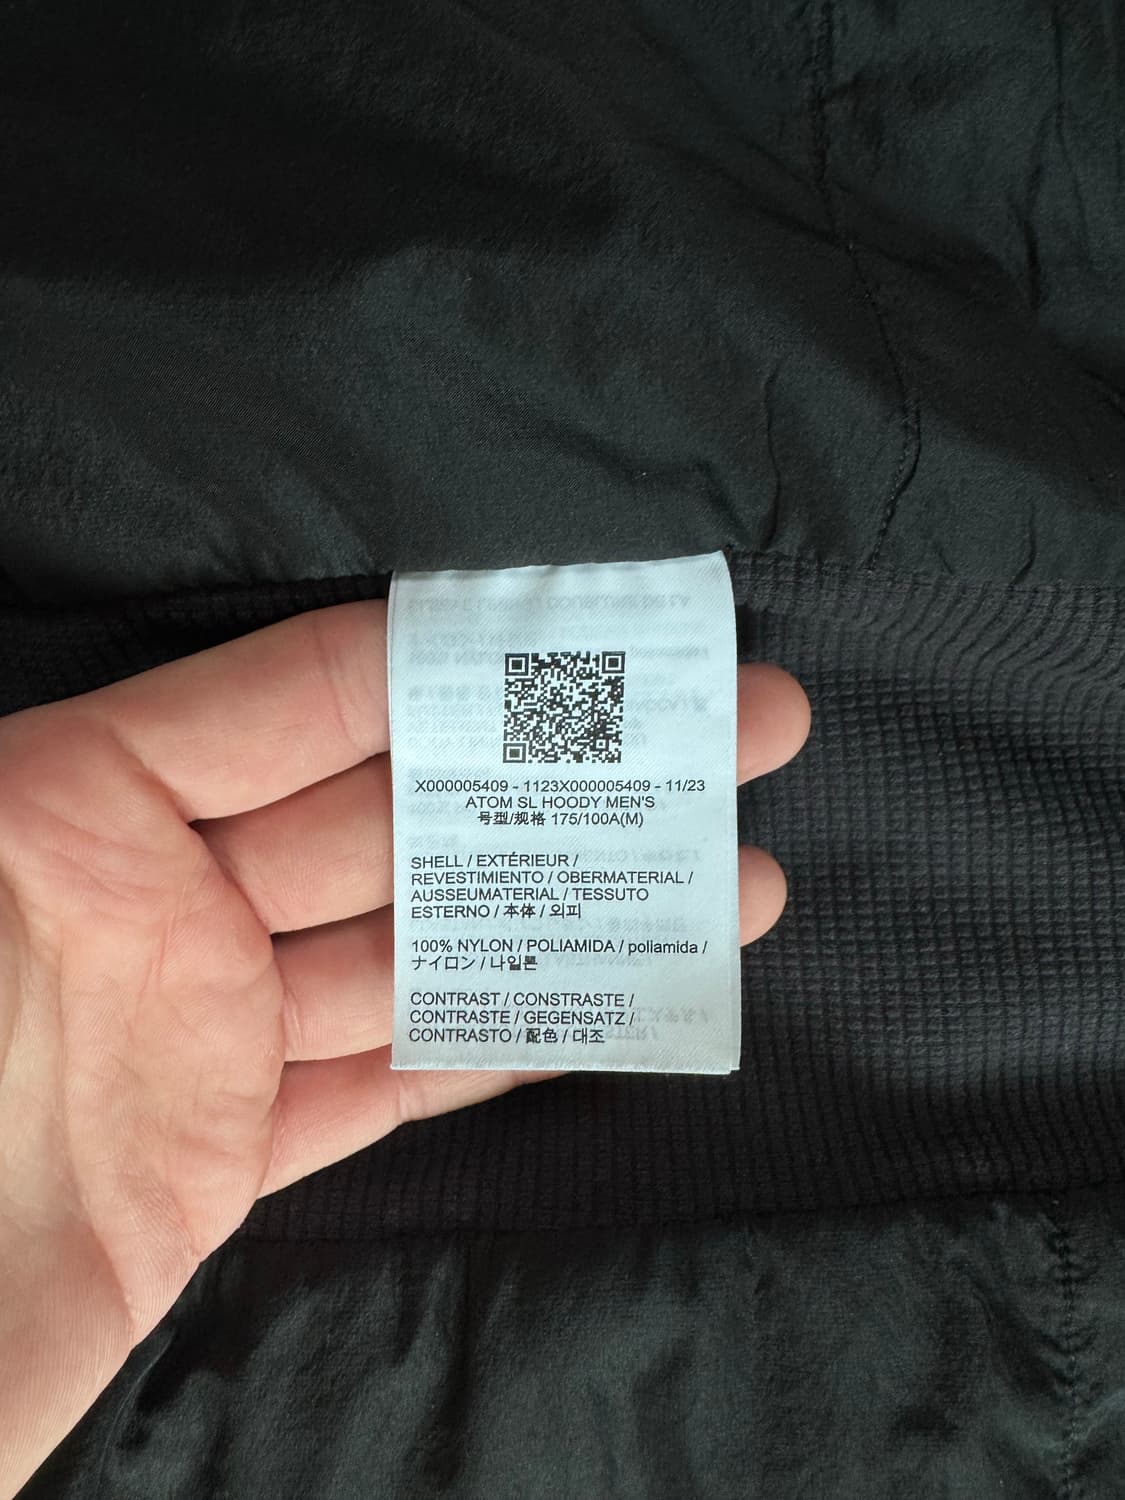 X000005409 - 1123X000005409 - 11/23
ATOM SL HOODY MEN'S
号型/规格 175/100A(M)
SHELL / EXTÉRIEUR /
REVESTIMIENTO / OBERMATERIAL /
AUSSEUMATERIAL / TESSUTO
ESTERNO / 本体 / 외피
100% NYLON / POLIAMIDA / poliamida /
ナイロン / 나일론
CONTRAST / CONSTRASTE /
CONTRASTE / GEGENSATZ /
CONTRASTO / 配色 / 대조